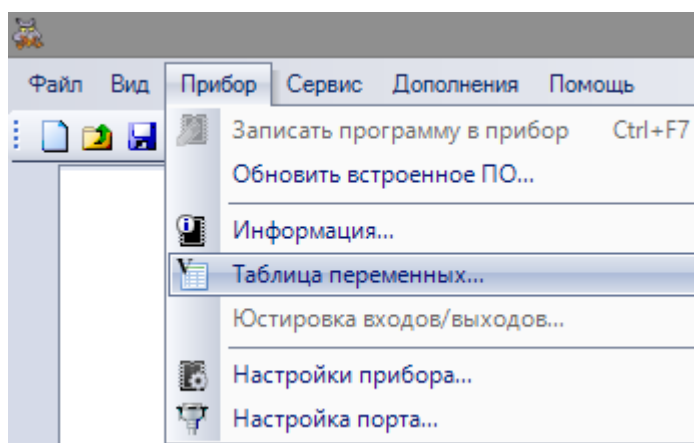 Файл Вид Прибор Сервис Дополнения Помощь
Записать программу в прибор Ctrl+F7
Обновить встроенное ПО...
Информация...
Таблица переменных...
Юстировка входов/выходов...
Настройки прибора...
Настройка порта...